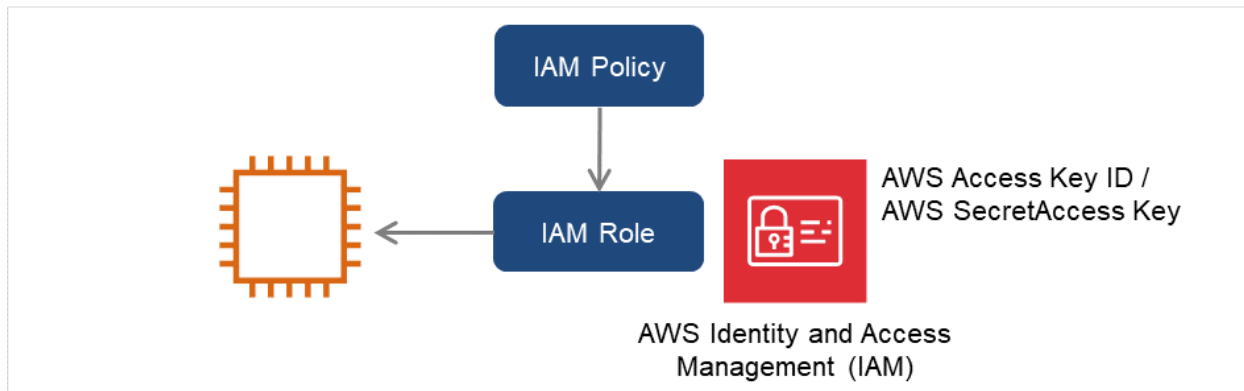 IAM Policy
IAM Role
AWS Access Key ID /
AWS SecretAccess Key
AWS Identity and Access
Management (IAM)